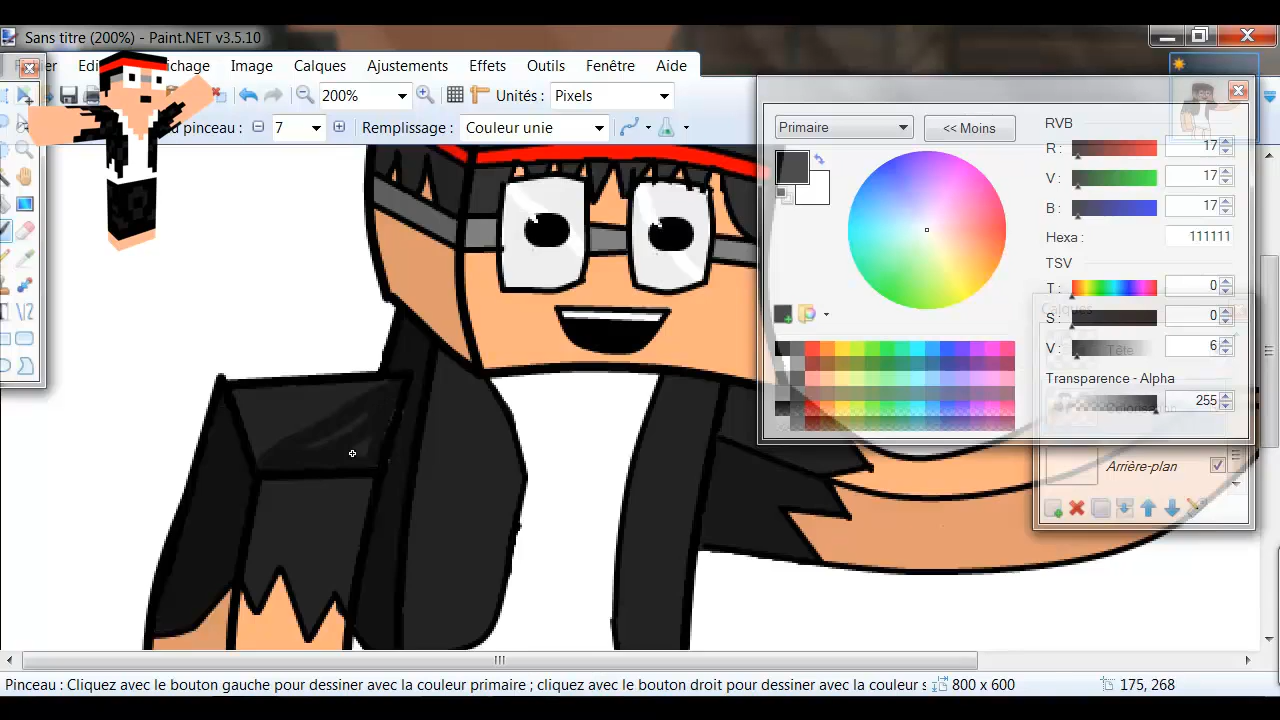 Sans titre (200%) - Paint.NET v3.5.10
Image Calques Ajustements Effets Outils Fenêtre Aide
200% Unités : Pixels
pinceau : 7 Remplissage : Couleur unie
Primaire << Moins RVB
R : 17
V : 17
B : 17
Hexa : 111111
TSV
T : 0
S : 0
V : 6
Tête
Transparence - Alpha
255
Arrière-plan
Pinceau : Cliquez avec le bouton gauche pour dessiner avec la couleur primaire ; cliquez avec le bouton droit pour dessiner avec la couleur s 800 x 600 175, 268